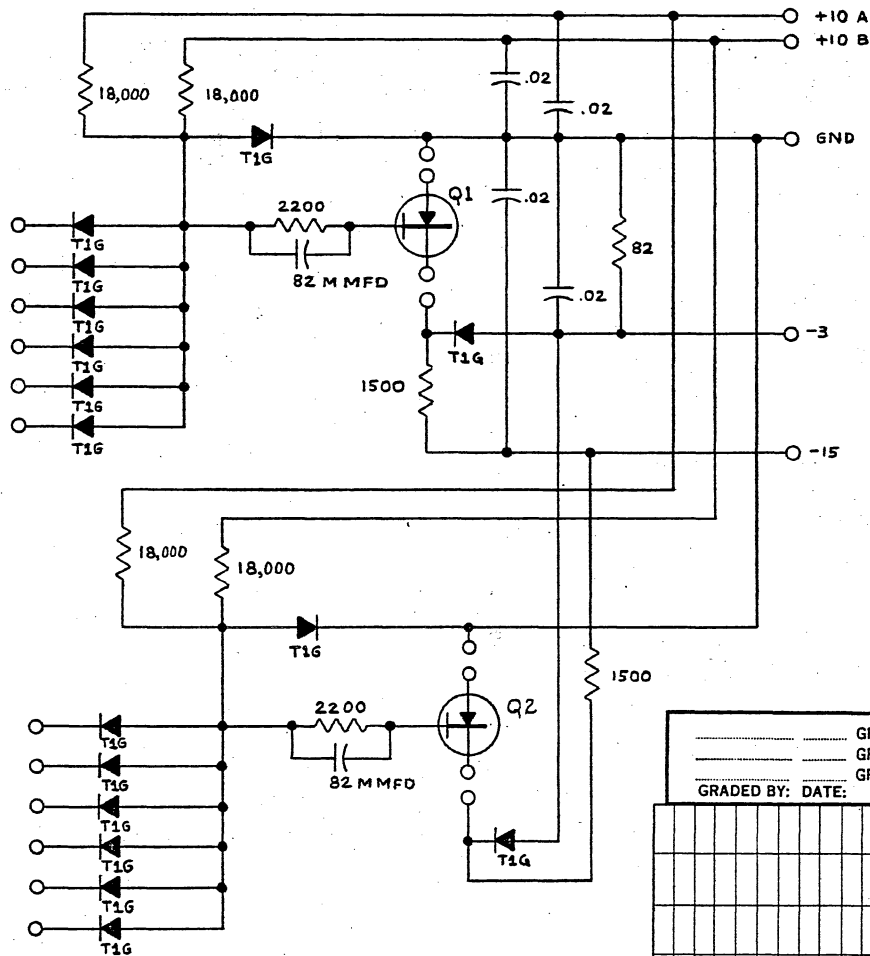 +10 A
+10 B
18,000
18,000
.02
.02
GND
T1G
Q1
.02
2200
T1G
82 MMFD
82
T1G
.02
T1G
T1G
-3
T1G
T1G
1500
T1G
-15
18,000
18,000
T1G
1500
Q2
2200
T1G
82 MMFD
T1G
T1G
T1G
T1G
T1G
T1G
GRADED BY: DATE: